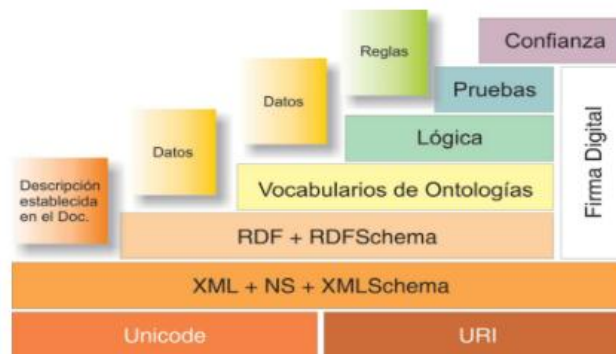 Reglas
Confianza
Datos
Pruebas
Datos
Lógica
Descripción
establecida
en el Doc.
Vocabularios de Ontologías
Firma Digital
RDF + RDFSchema
XML + NS + XMLSchema
Unicode
URI